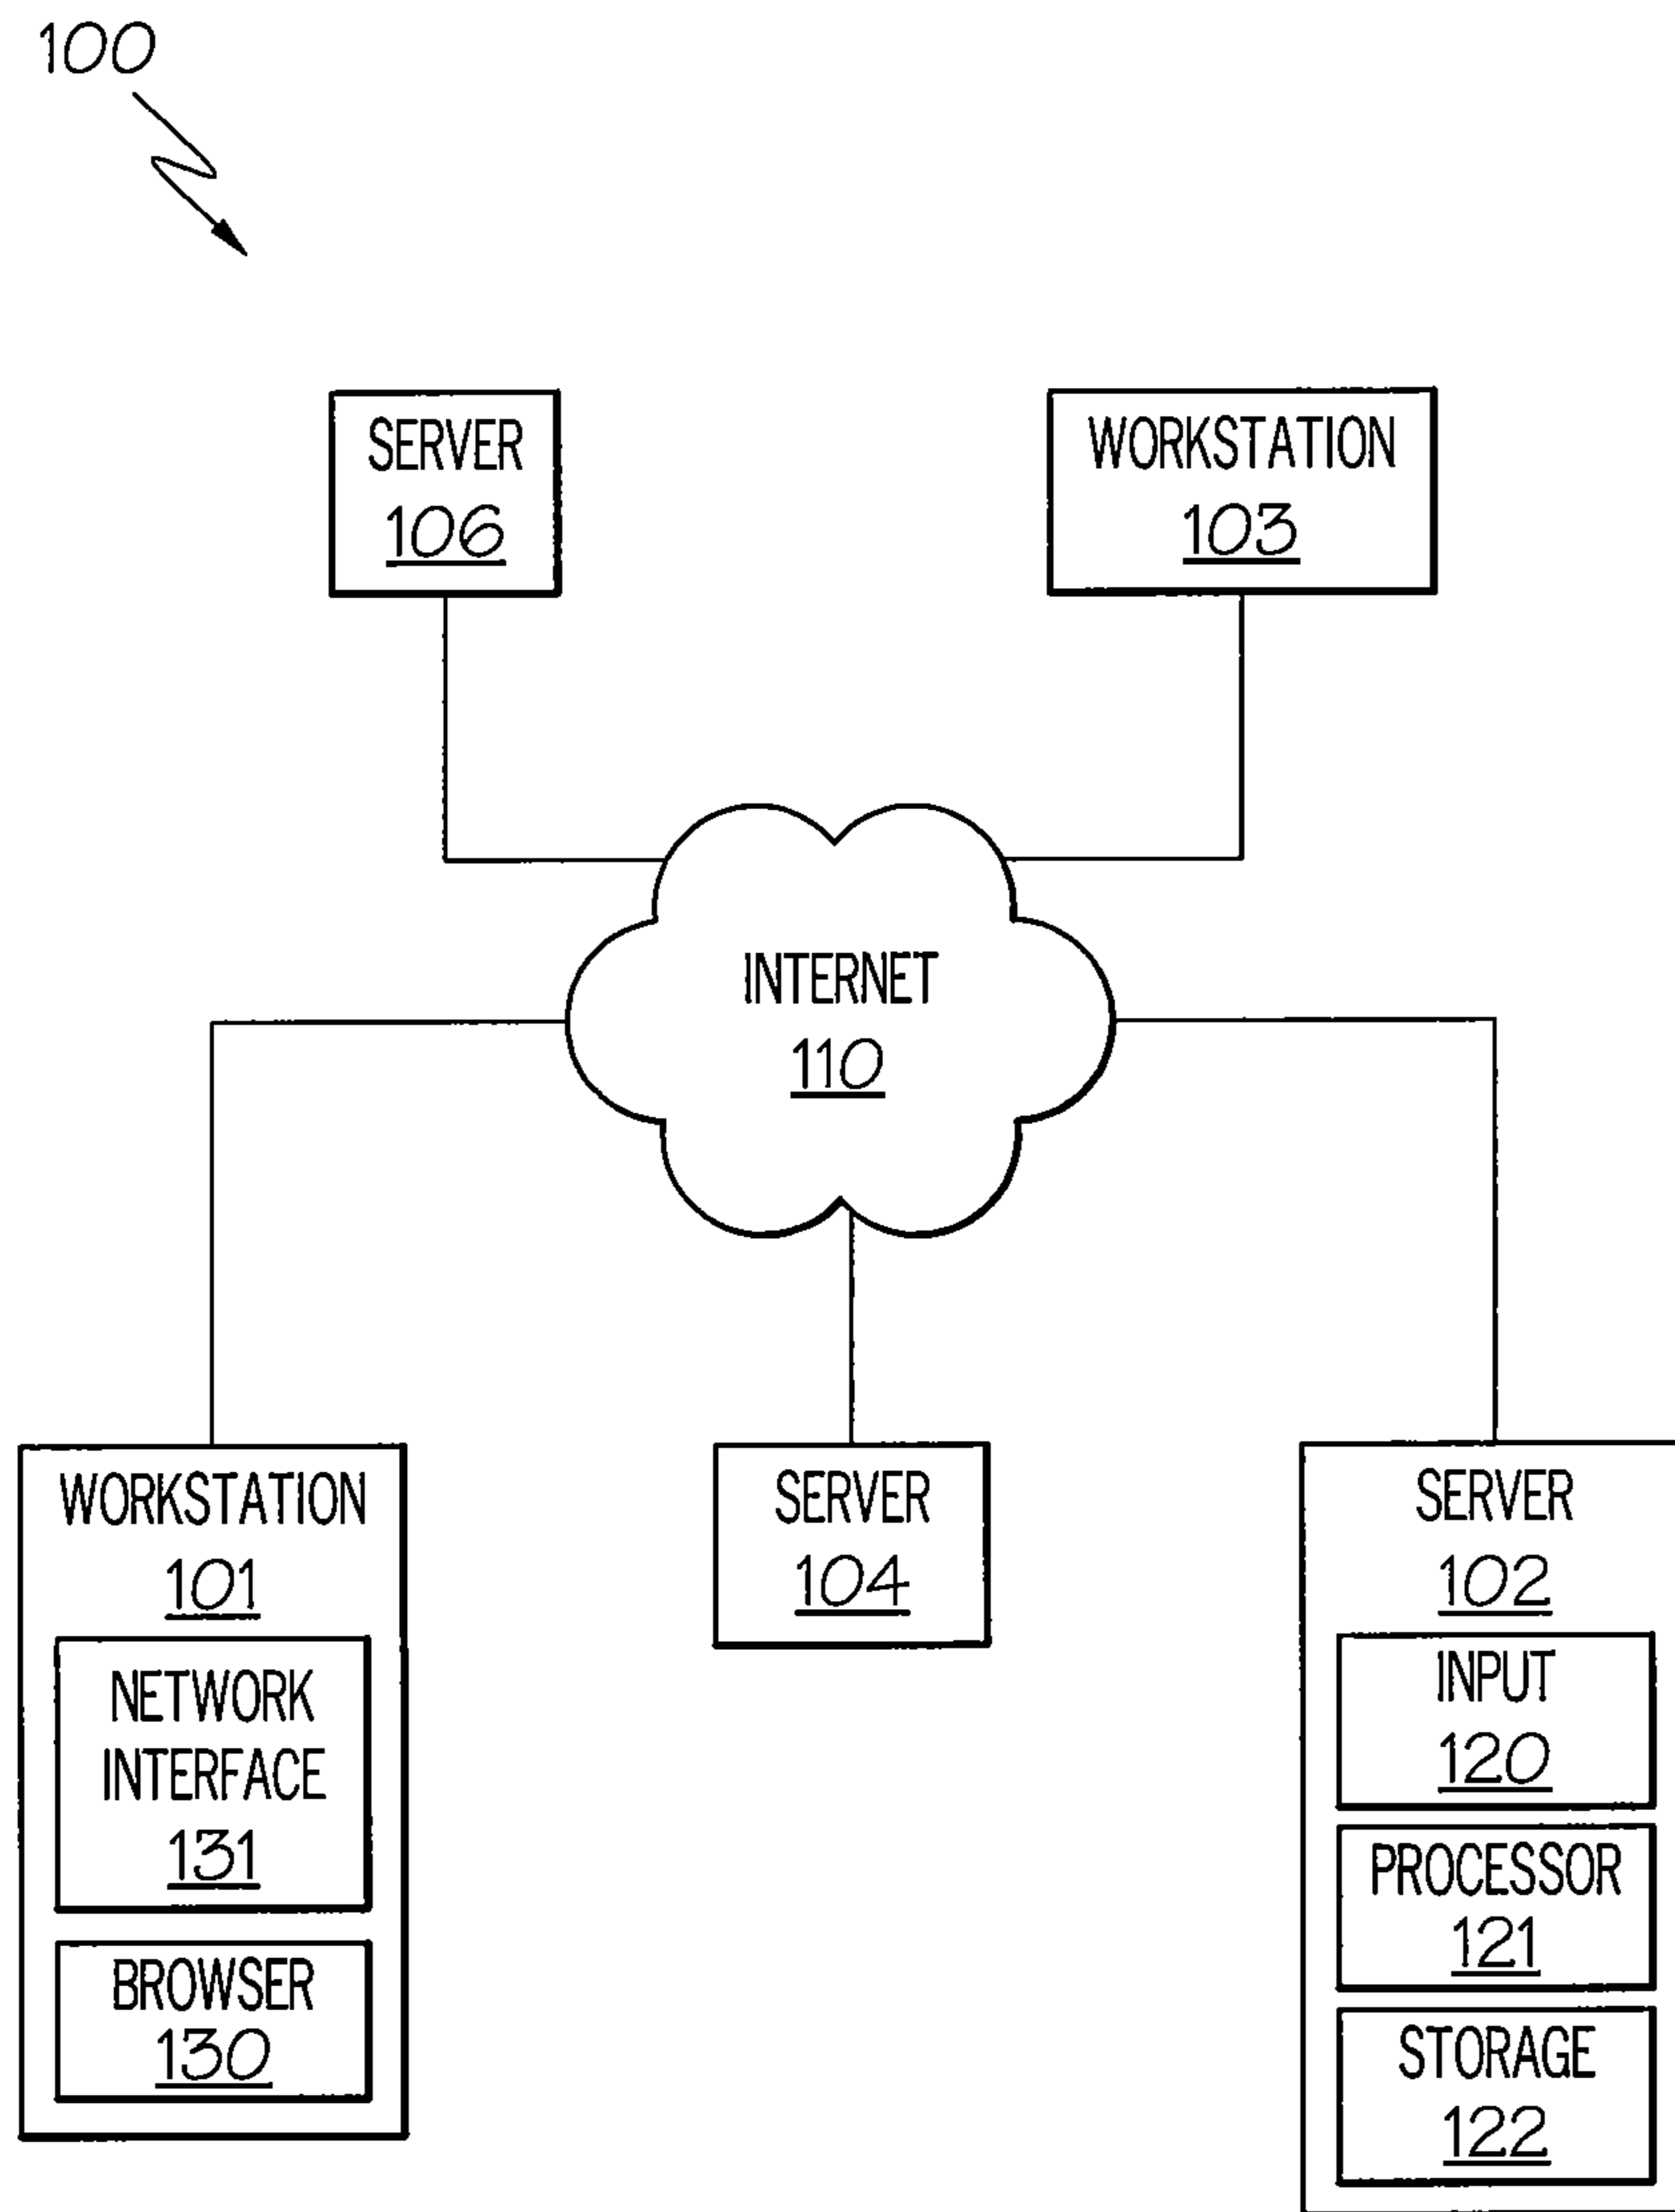 100
SERVER
106
WORKSTATION
103
INTERNET
110
WORKSTATION
101
NETWORK
INTERFACE
131
BROWSER
130
SERVER
104
SERVER
102
INPUT
120
PROCESSOR
121
STORAGE
122